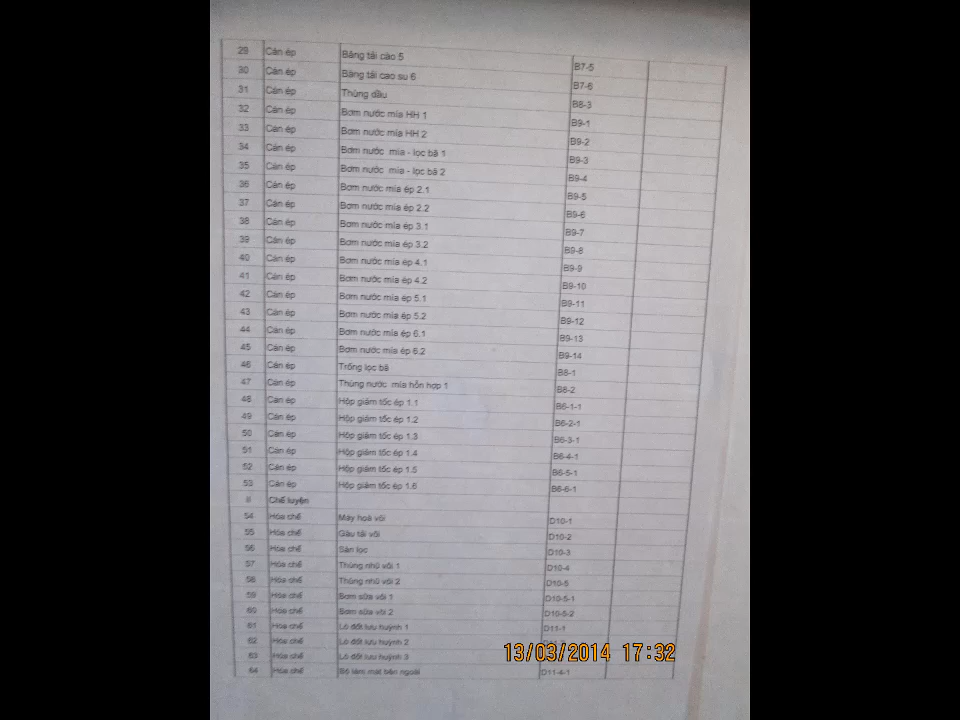 29 Cán ép Băng tải cào 5 B7-5
30 Cán ép Băng tải cao su 6 B7-6
31 Cán ép Thùng dầu B8-3
32 Cán ép Bơm nước mía HH 1 B9-1
33 Cán ép Bơm nước mía HH 2 B9-2
34 Cán ép Bơm nước mía - lọc bã 1 B9-3
35 Cán ép Bơm nước mía - lọc bã 2 B9-4
36 Cán ép Bơm nước mía ép 2.1 B9-5
37 Cán ép Bơm nước mía ép 2.2 B9-6
38 Cán ép Bơm nước mía ép 3.1 B9-7
39 Cán ép Bơm nước mía ép 3.2 B9-8
40 Cán ép Bơm nước mía ép 4.1 B9-9
41 Cán ép Bơm nước mía ép 4.2 B9-10
42 Cán ép Bơm nước mía ép 5.1 B9-11
43 Cán ép Bơm nước mía ép 5.2 B9-12
44 Cán ép Bơm nước mía ép 6.1 B9-13
45 Cán ép Bơm nước mía ép 6.2 B9-14
46 Cán ép Trống lọc bã B8-1
47 Cán ép Thùng nước mía hỗn hợp 1 B8-2
48 Cán ép Hộp giảm tốc ép 1.1 B6-1-1
49 Cán ép Hộp giảm tốc ép 1.2 B6-2-1
50 Cán ép Hộp giảm tốc ép 1.3 B6-3-1
51 Cán ép Hộp giảm tốc ép 1.4 B6-4-1
52 Cán ép Hộp giảm tốc ép 1.5 B6-5-1
53 Cán ép Hộp giảm tốc ép 1.6 B6-6-1
II Chế luyện
54 Hóa chế Máy hoà vôi D10-1
55 Hóa chế Gàu tải vôi D10-2
56 Hóa chế Sàn lọc D10-3
57 Hóa chế Thùng nhũ vôi 1 D10-4
58 Hóa chế Thùng nhũ vôi 2 D10-5
59 Hóa chế Bơm sữa vôi 1 D10-5-1
60 Hóa chế Bơm sữa vôi 2 D10-5-2
61 Hóa chế Lò đốt lưu huỳnh 1 D11-1
62 Hóa chế Lò đốt lưu huỳnh 2
63 Hóa chế Lò đốt lưu huỳnh 3
64 Hóa chế Bộ làm mát bên ngoài D11-4-1
13/03/2014 17:32